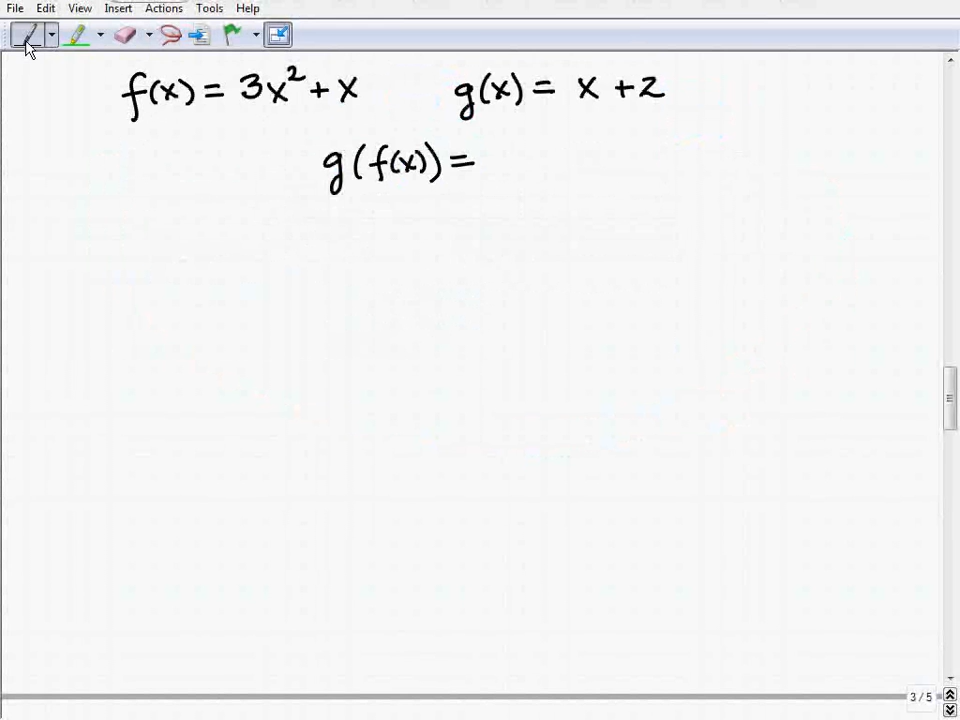 File Edit View Insert Actions Tools Help
f(x) = 3x² + x g(x) = x + 2
g(f(x)) =
3 / 5